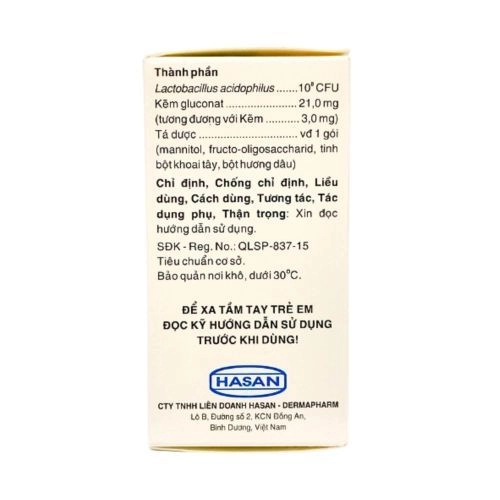 Thành phần
Lactobacillus acidophilus ......10⁸ CFU
Kẽm gluconat ...................... 21,0 mg
(tương đương với Kẽm .......... 3,0 mg)
Tá dược .............................. vđ 1 gói
(mannitol, fructo-oligosaccharid, tinh
bột khoai tây, bột hương dâu)
Chỉ định, Chống chỉ định, Liều
dùng, Cách dùng, Tương tác, Tác
dụng phụ, Thận trọng: Xin đọc
hướng dẫn sử dụng.
SĐK - Reg. No.: QLSP-837-15
Tiêu chuẩn cơ sở.
Bảo quản nơi khô, dưới 30°C.
ĐỂ XA TẦM TAY TRẺ EM
ĐỌC KỸ HƯỚNG DẪN SỬ DỤNG
TRƯỚC KHI DÙNG!
HASAN
CTY TNHH LIÊN DOANH HASAN - DERMAPHARM
Lô B, Đường số 2, KCN Đồng An,
Bình Dương, Việt Nam